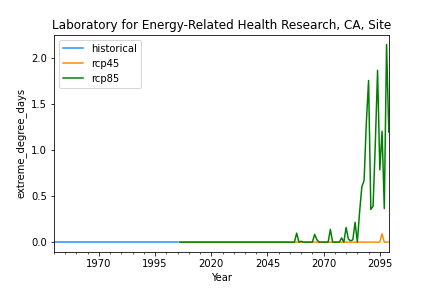 Laboratory for Energy-Related Health Research, CA, Site
historical
rcp45
rcp85
extreme_degree_days
2.0
1.5
1.0
0.5
0.0
1970 1995 2020 2045 2070 2095
Year